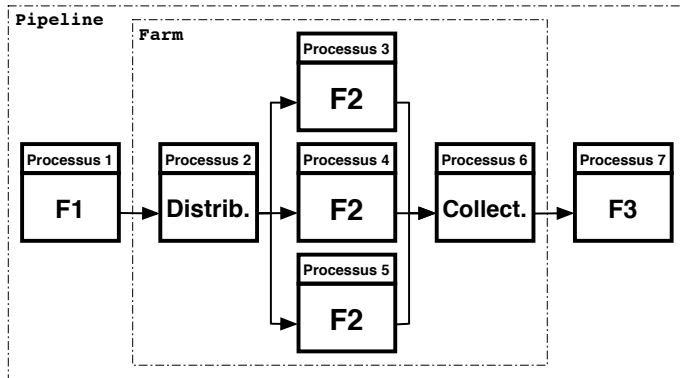 Pipeline
Farm
Processus 3
F2
Processus 1
F1
Processus 2
Distrib.
Processus 4
F2
Processus 6
Collect.
Processus 7
F3
Processus 5
F2